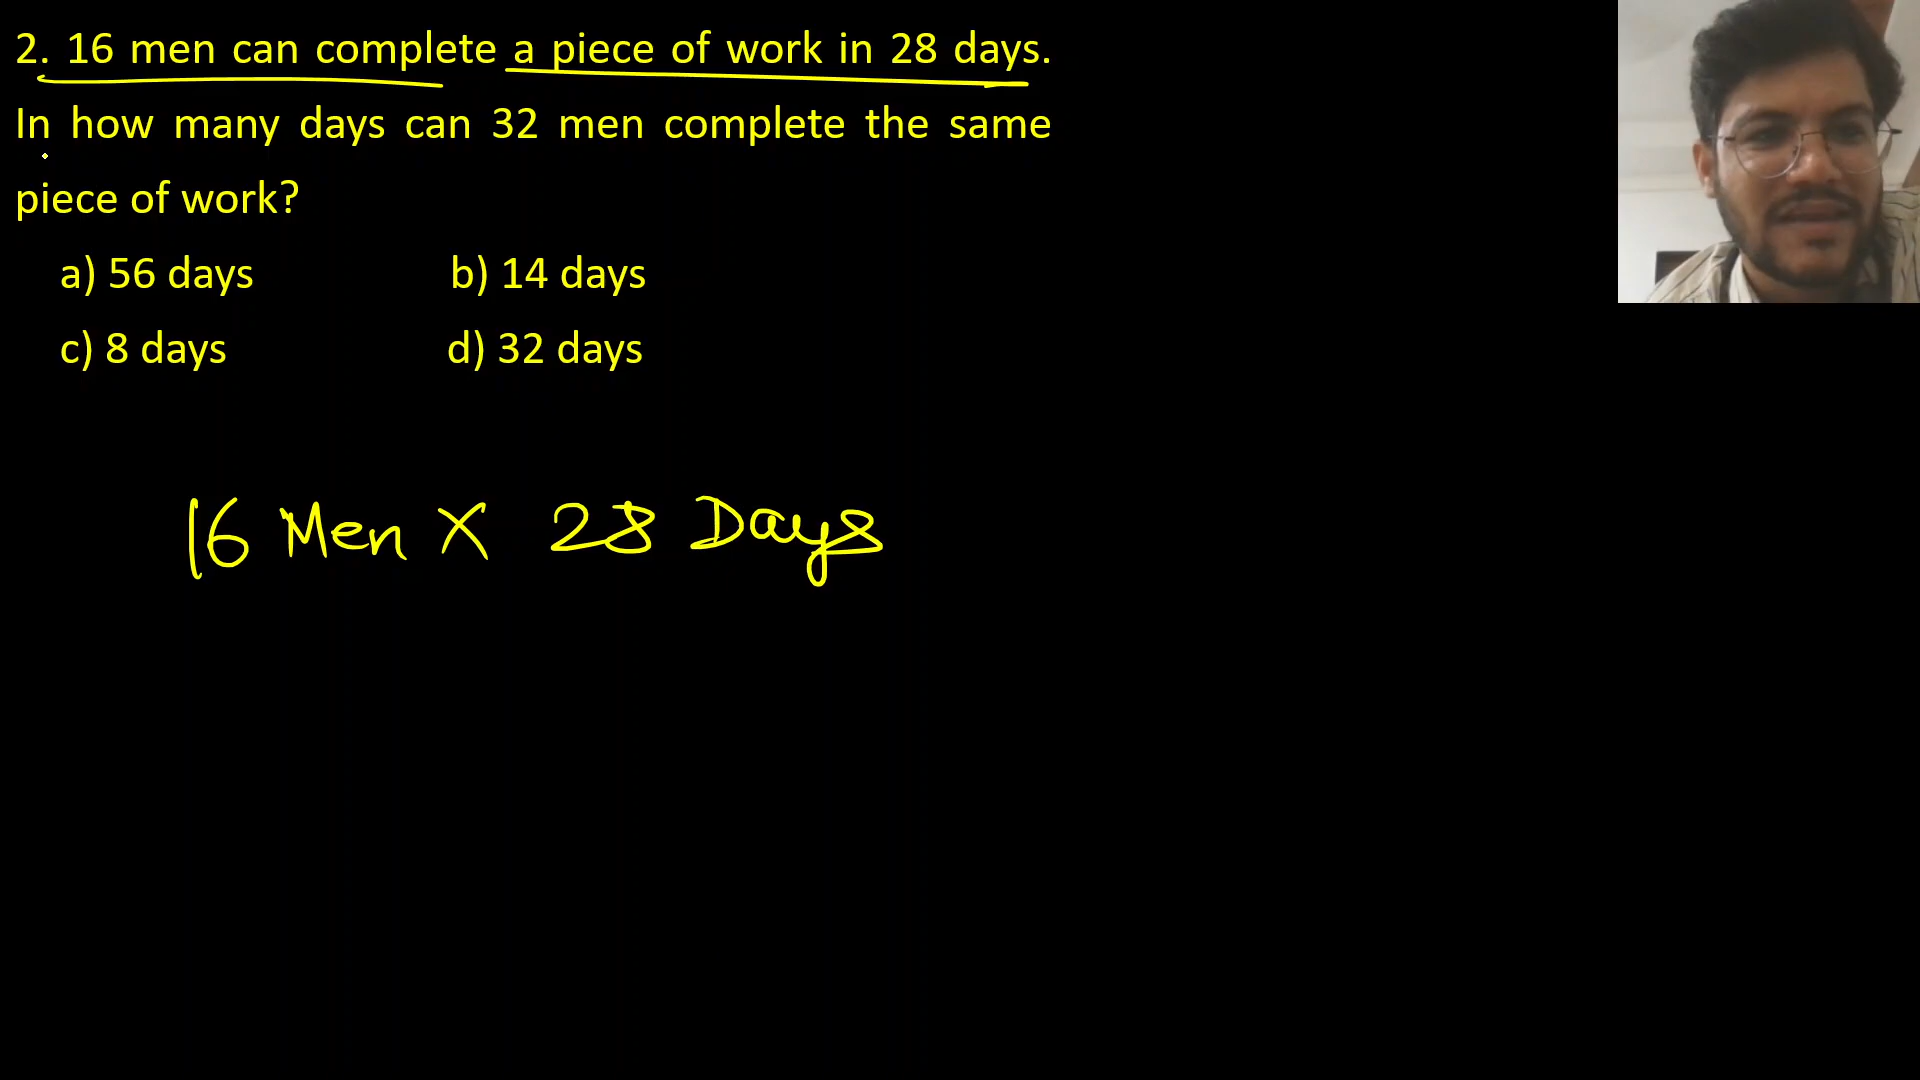 2. 16 men can complete a piece of work in 28 days.
In how many days can 32 men complete the same
piece of work?
a) 56 days b) 14 days
c) 8 days d) 32 days
16 Men X 28 Days